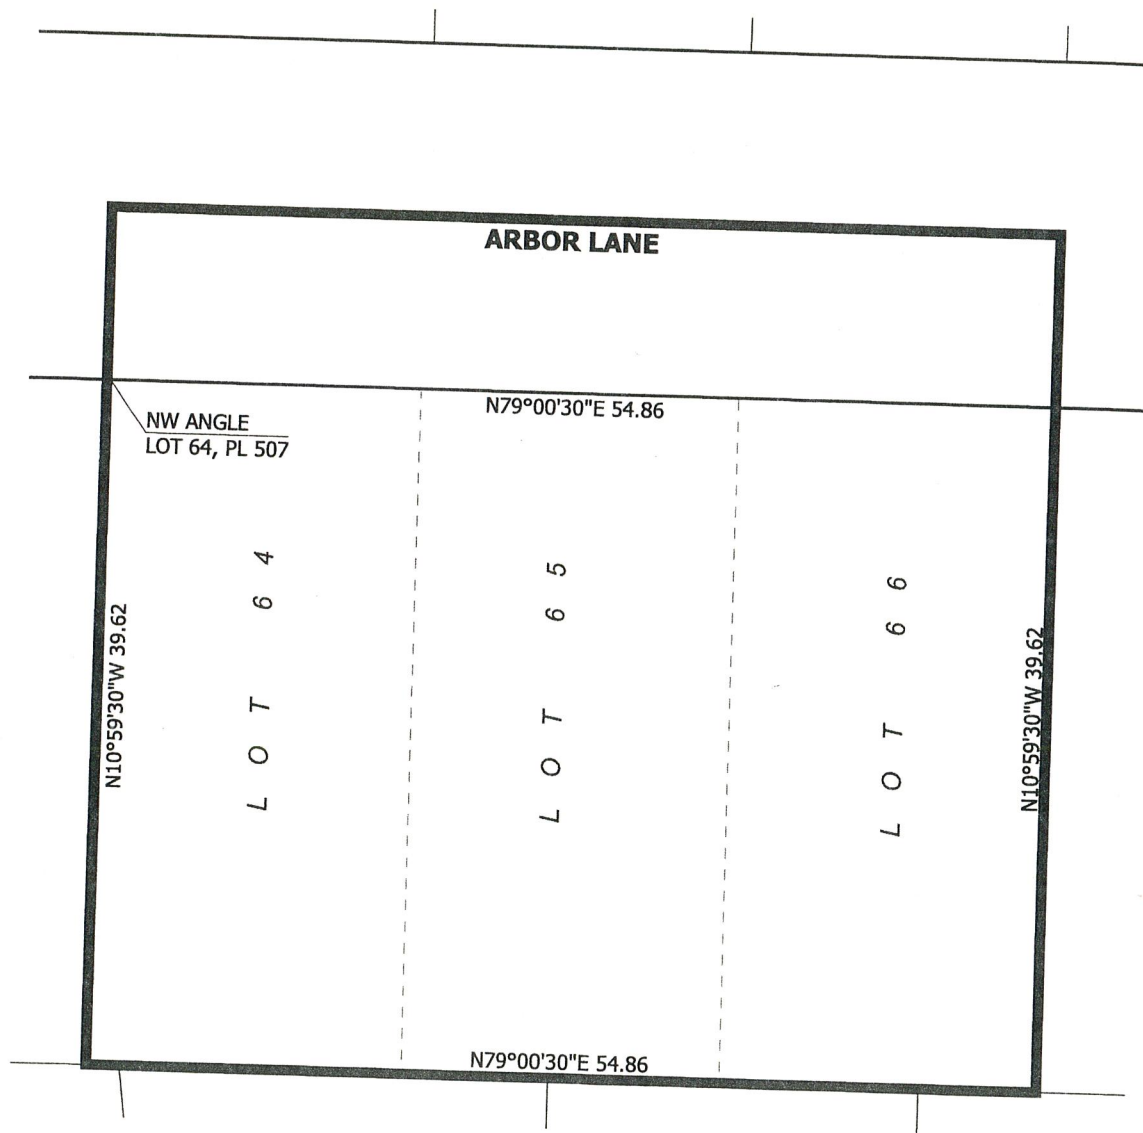 ARBOR LANE
N79°00'30"E 54.86
NW ANGLE
LOT 64, PL 507
LOT 64
LOT 65
LOT 66
N10°59'30"W 39.62
N10°59'30"W 39.62
N79°00'30"E 54.86